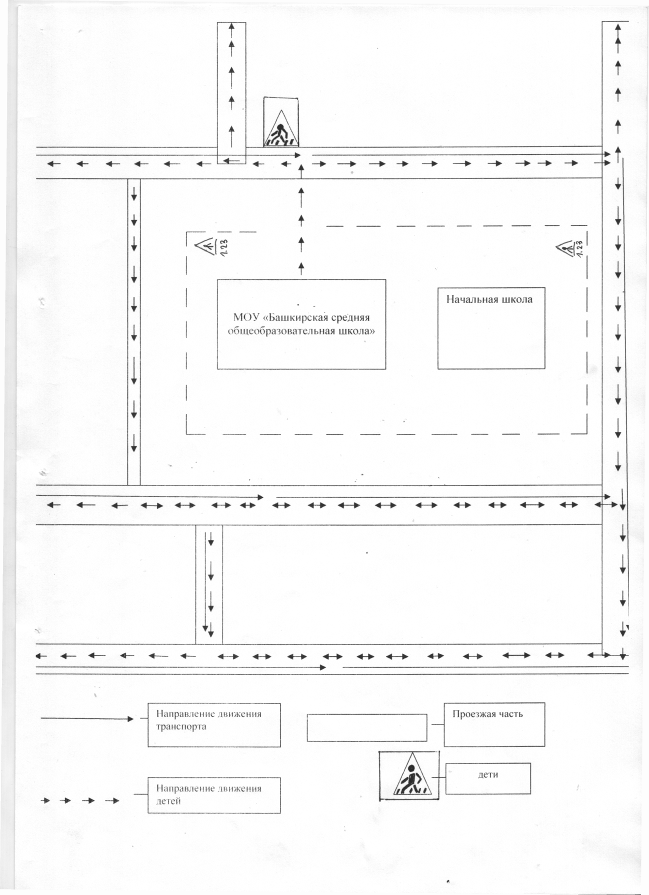 1.23
1.23
МОУ «Башкирская средняя
общеобразовательная школа»
Начальная школа
Направление движения
транспорта
Проезжая часть
дети
Направление движения
детей